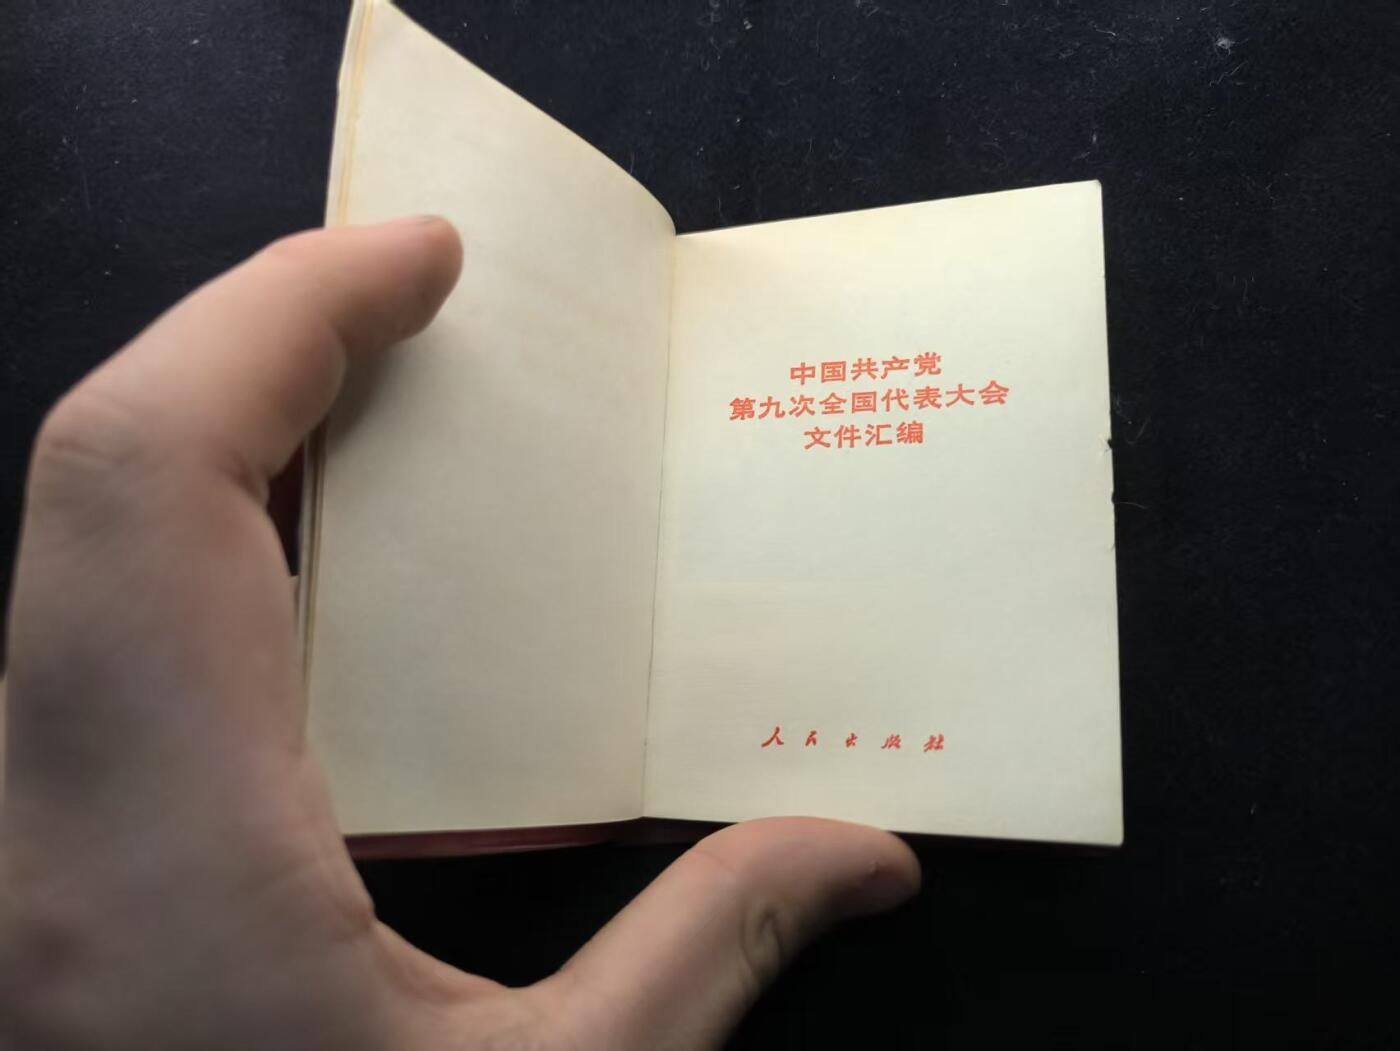 中国共产党
第九次全国代表大会
文件汇编
人民出版社